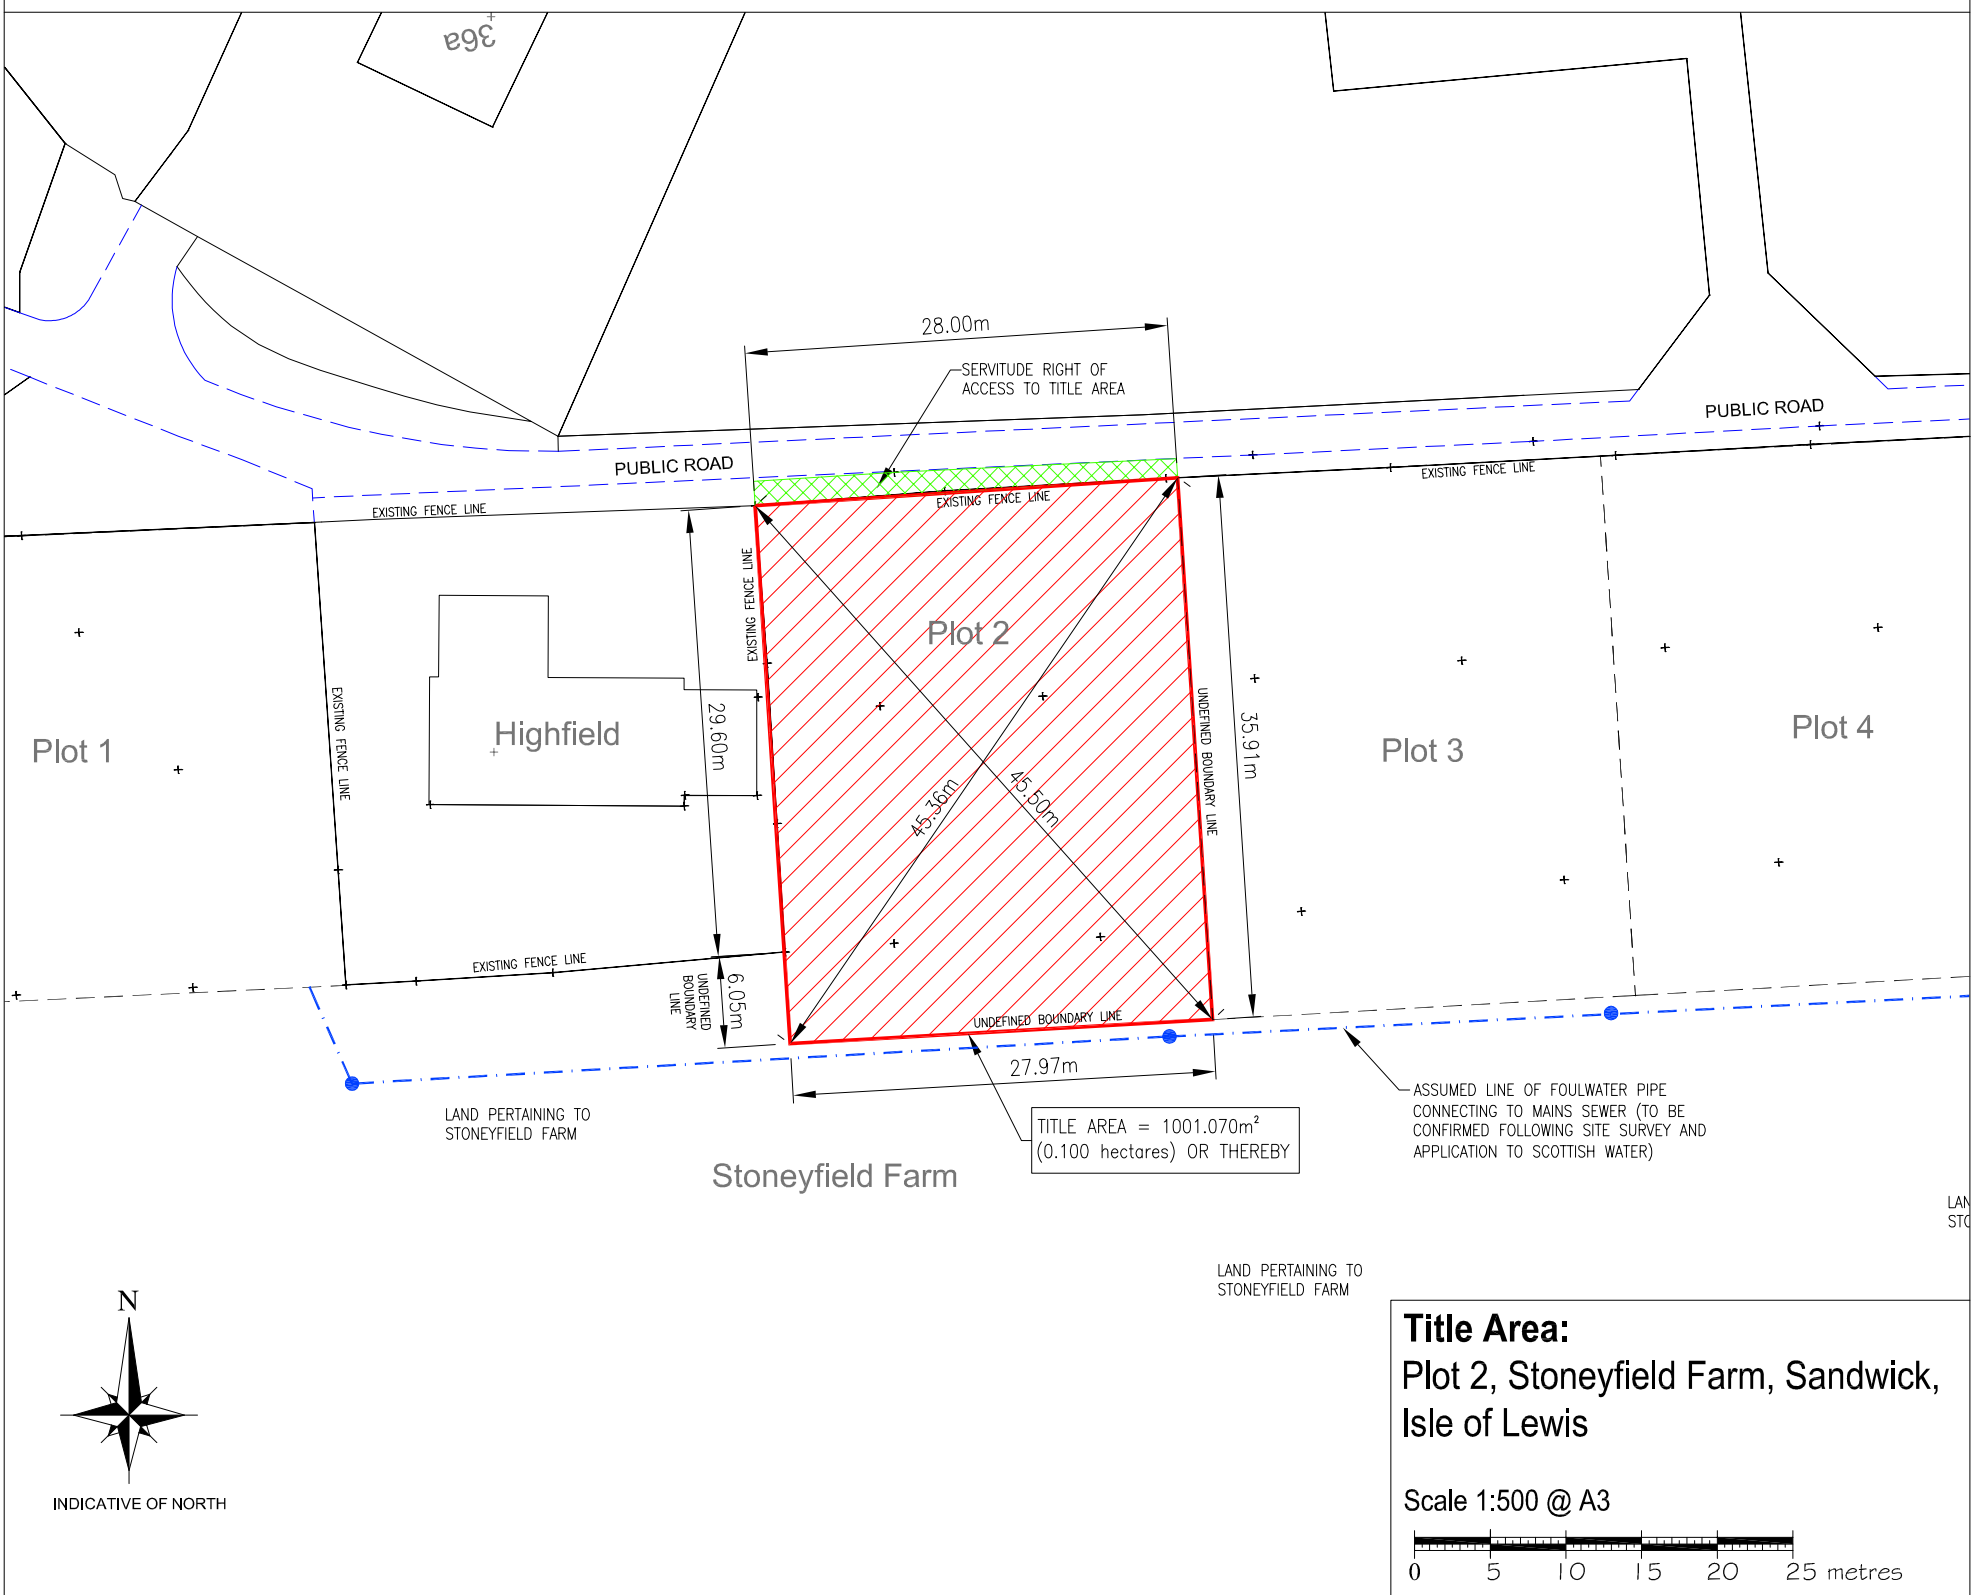 36a
28.00m
SERVITUDE RIGHT OF
ACCESS TO TITLE AREA
PUBLIC ROAD
PUBLIC ROAD
EXISTING FENCE LINE
EXISTING FENCE LINE
EXISTING FENCE LINE
EXISTING FENCE LINE
EXISTING FENCE LINE
Plot 2
Plot 1
Highfield
29.60m
45.36m
45.50m
UNDEFINED BOUNDARY LINE
35.91m
Plot 3
Plot 4
EXISTING FENCE LINE
UNDEFINED
BOUNDARY
LINE
6.05m
UNDEFINED BOUNDARY LINE
27.97m
LAND PERTAINING TO
STONEYFIELD FARM
TITLE AREA = 1001.070m²
(0.100 hectares) OR THEREBY
ASSUMED LINE OF FOULWATER PIPE
CONNECTING TO MAINS SEWER (TO BE
CONFIRMED FOLLOWING SITE SURVEY AND
APPLICATION TO SCOTTISH WATER)
Stoneyfield Farm
LAND PERTAINING TO
STONEYFIELD FARM
N
INDICATIVE OF NORTH
Title Area:
Plot 2, Stoneyfield Farm, Sandwick,
Isle of Lewis
Scale 1:500 @ A3
0 5 10 15 20 25 metres